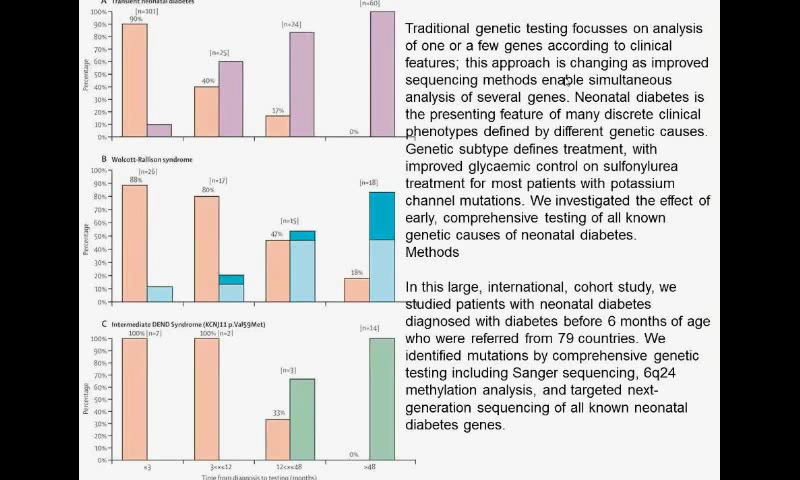 A Transient neonatal diabetes
[n=101] [n=25] [n=24] [n=60]
100%
90%
80%
70%
60%
50%
40%
30%
20%
10%
0%
Percentage
90% 40% 17% 0%
B Wolcott-Rallison syndrome
[n=26] [n=17] [n=15] [n=18]
100%
90%
80%
70%
60%
50%
40%
30%
20%
10%
0%
Percentage
88% 80% 47% 18%
C Intermediate DEND Syndrome (KCNJ11 p.Val59Met)
100% [n=7] 100% [n=2] [n=3] [n=14]
100%
90%
80%
70%
60%
50%
40%
30%
20%
10%
0%
Percentage
33% 0%
≤3 3<×≤12 12<×≤48 >48
Time from diagnosis to testing (months)
Traditional genetic testing focusses on analysis
of one or a few genes according to clinical
features; this approach is changing as improved
sequencing methods enable simultaneous
analysis of several genes. Neonatal diabetes is
the presenting feature of many discrete clinical
phenotypes defined by different genetic causes.
Genetic subtype defines treatment, with
improved glycaemic control on sulfonylurea
treatment for most patients with potassium
channel mutations. We investigated the effect of
early, comprehensive testing of all known
genetic causes of neonatal diabetes.
Methods
In this large, international, cohort study, we
studied patients with neonatal diabetes
diagnosed with diabetes before 6 months of age
who were referred from 79 countries. We
identified mutations by comprehensive genetic
testing including Sanger sequencing, 6q24
methylation analysis, and targeted next-
generation sequencing of all known neonatal
diabetes genes.